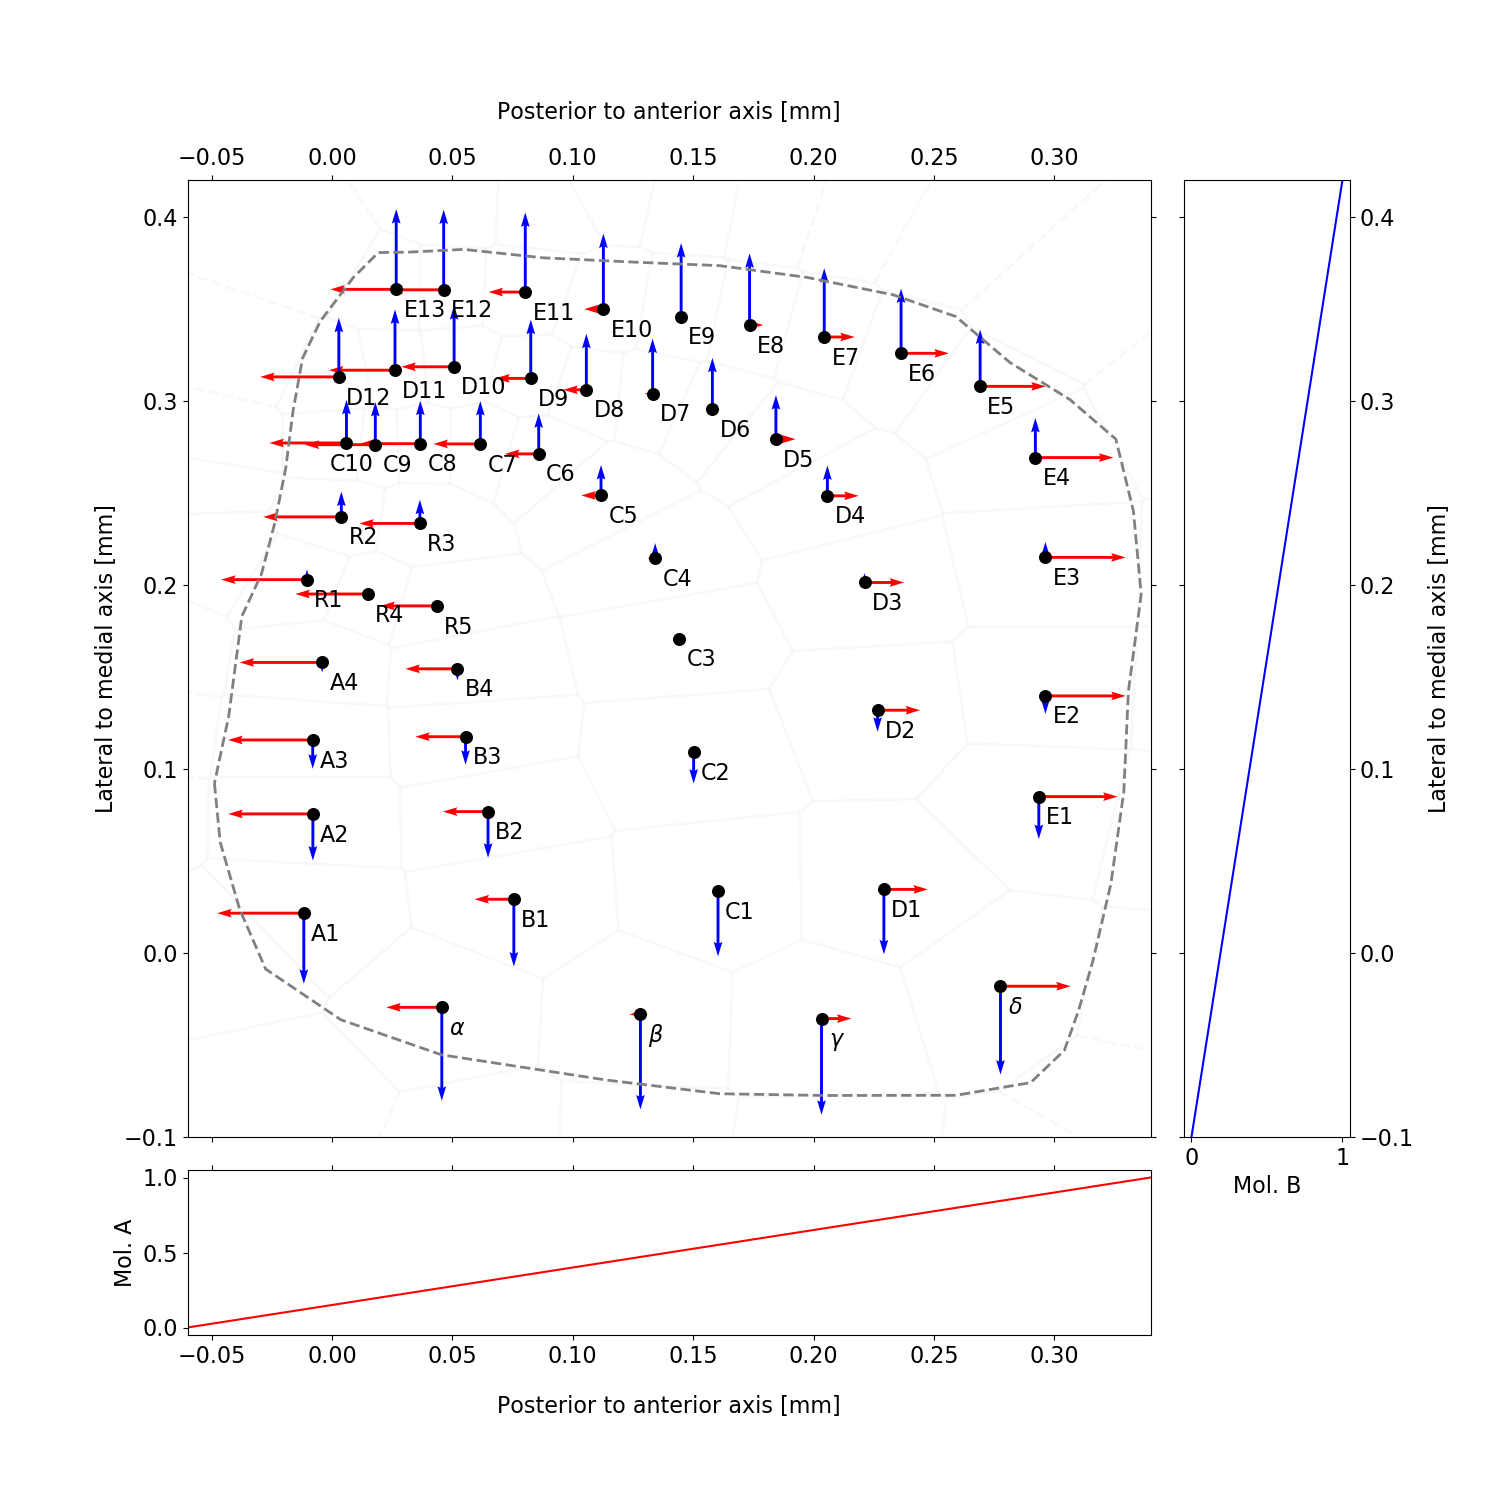 Posterior to anterior axis [mm]
−0.05 0.00 0.05 0.10 0.15 0.20 0.25 0.30
0.4 0.4
E13 E12 E11 E10 E9 E8 E7 E6
0.3 0.3
D12 D11 D10 D9 D8 D7 D6 D5 E5
C10 C9 C8 C7 C6 C5 D4 E4
R2 R3
C4 E3
0.2 0.2
R1 R4 R5 D3
C3
A4 B4
E2
D2
A3 B3 C2
0.1 0.1
E1
A2 B2
C1 D1
B1
A1
0.0 0.0
δ
α β γ
−0.1 −0.1
Lateral to medial axis [mm]
Lateral to medial axis [mm]
0 1
Mol. B
1.0
0.5
0.0
Mol. A
−0.05 0.00 0.05 0.10 0.15 0.20 0.25 0.30
Posterior to anterior axis [mm]